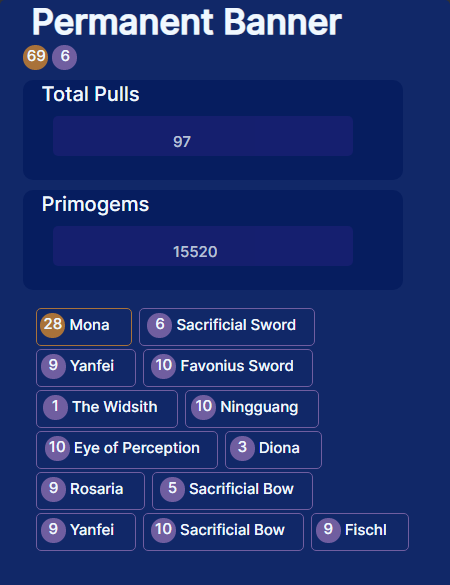 Permanent Banner
69 6
Total Pulls
97
Primogems
15520
28 Mona 6 Sacrificial Sword
9 Yanfei 10 Favonius Sword
1 The Widsith 10 Ningguang
10 Eye of Perception 3 Diona
9 Rosaria 5 Sacrificial Bow
9 Yanfei 10 Sacrificial Bow 9 Fischl